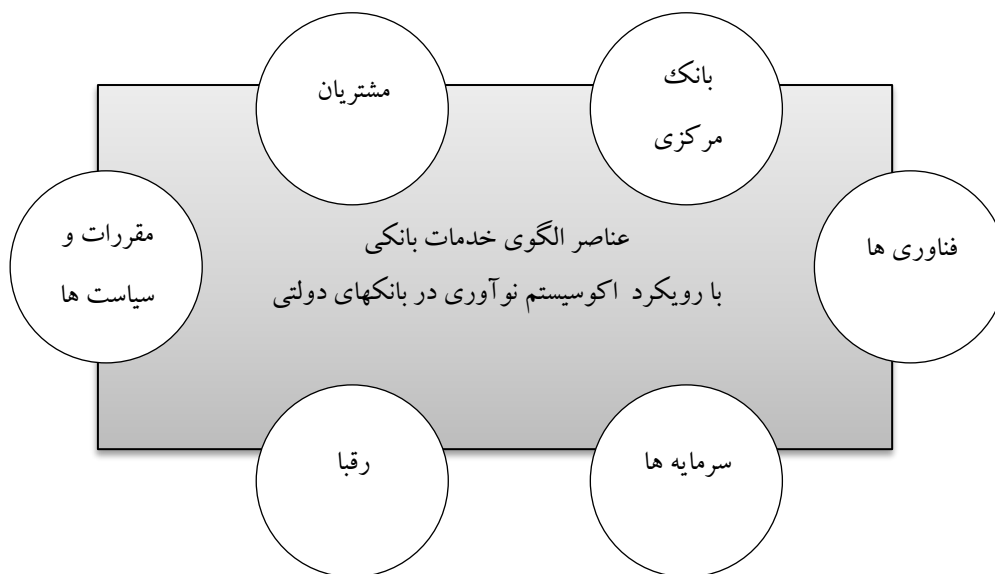 بانک
مرکزی
مشتریان
فناوری ها
مقررات و
سیاست ها
عناصر الگوی خدمات بانکی
با رویکرد اکوسیستم نوآوری در بانکهای دولتی
سرمایه ها
رقبا